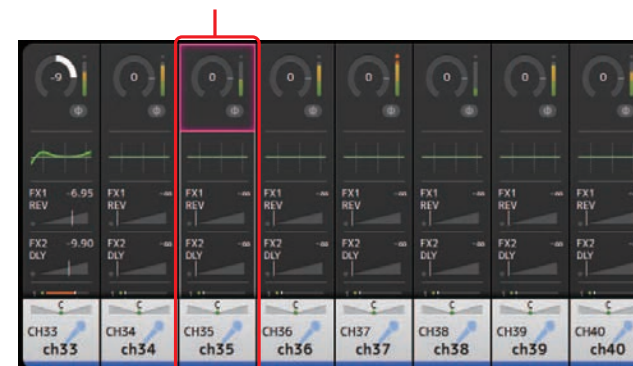 -9 0 0 0 0 0 0 0
FX1 -6.95 FX1 -∞ FX1 -∞ FX1 -∞ FX1 -∞ FX1 -∞ FX1 -∞ FX1
REV REV REV REV REV REV REV REV
FX2 -9.90 FX2 -∞ FX2 -∞ FX2 -∞ FX2 -∞ FX2 -∞ FX2 -∞ FX2
DLY DLY DLY DLY DLY DLY DLY DLY
C C C C C C C C
CH33 CH34 CH35 CH36 CH37 CH38 CH39 CH40
ch33 ch34 ch35 ch36 ch37 ch38 ch39 ch40